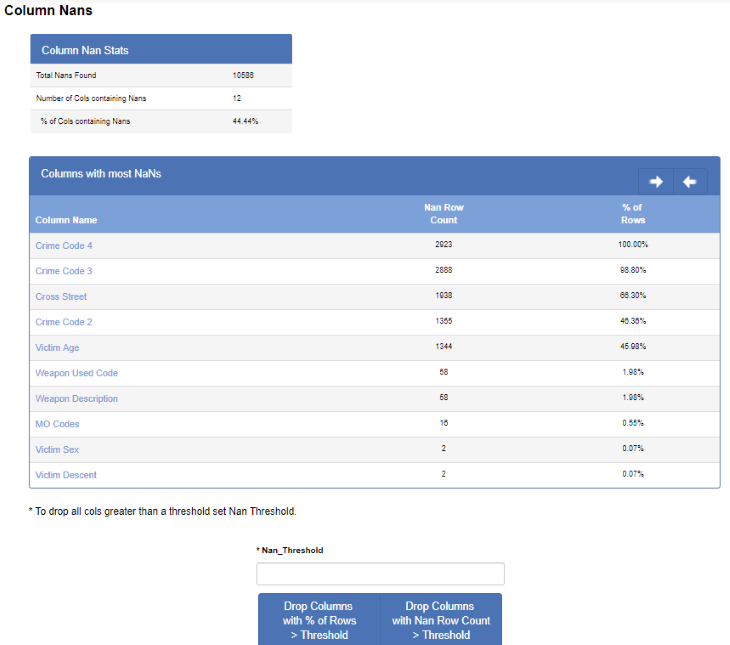 Column Nans
Column Nan Stats
Total Nans Found 10588
Number of Cols containing Nans 12
% of Cols containing Nans 44.44%
Columns with most NaNs
Column Name Nan Row Count % of Rows
Crime Code 4 2923 100.00%
Crime Code 3 2888 98.80%
Cross Street 1938 66.30%
Crime Code 2 1355 46.36%
Victim Age 1344 45.98%
Weapon Used Code 58 1.98%
Weapon Description 58 1.98%
MO Codes 16 0.55%
Victim Sex 2 0.07%
Victim Descent 2 0.07%
* To drop all cols greater than a threshold set Nan Threshold.
* Nan_Threshold
Drop Columns
with % of Rows
> Threshold
Drop Columns
with Nan Row Count
> Threshold